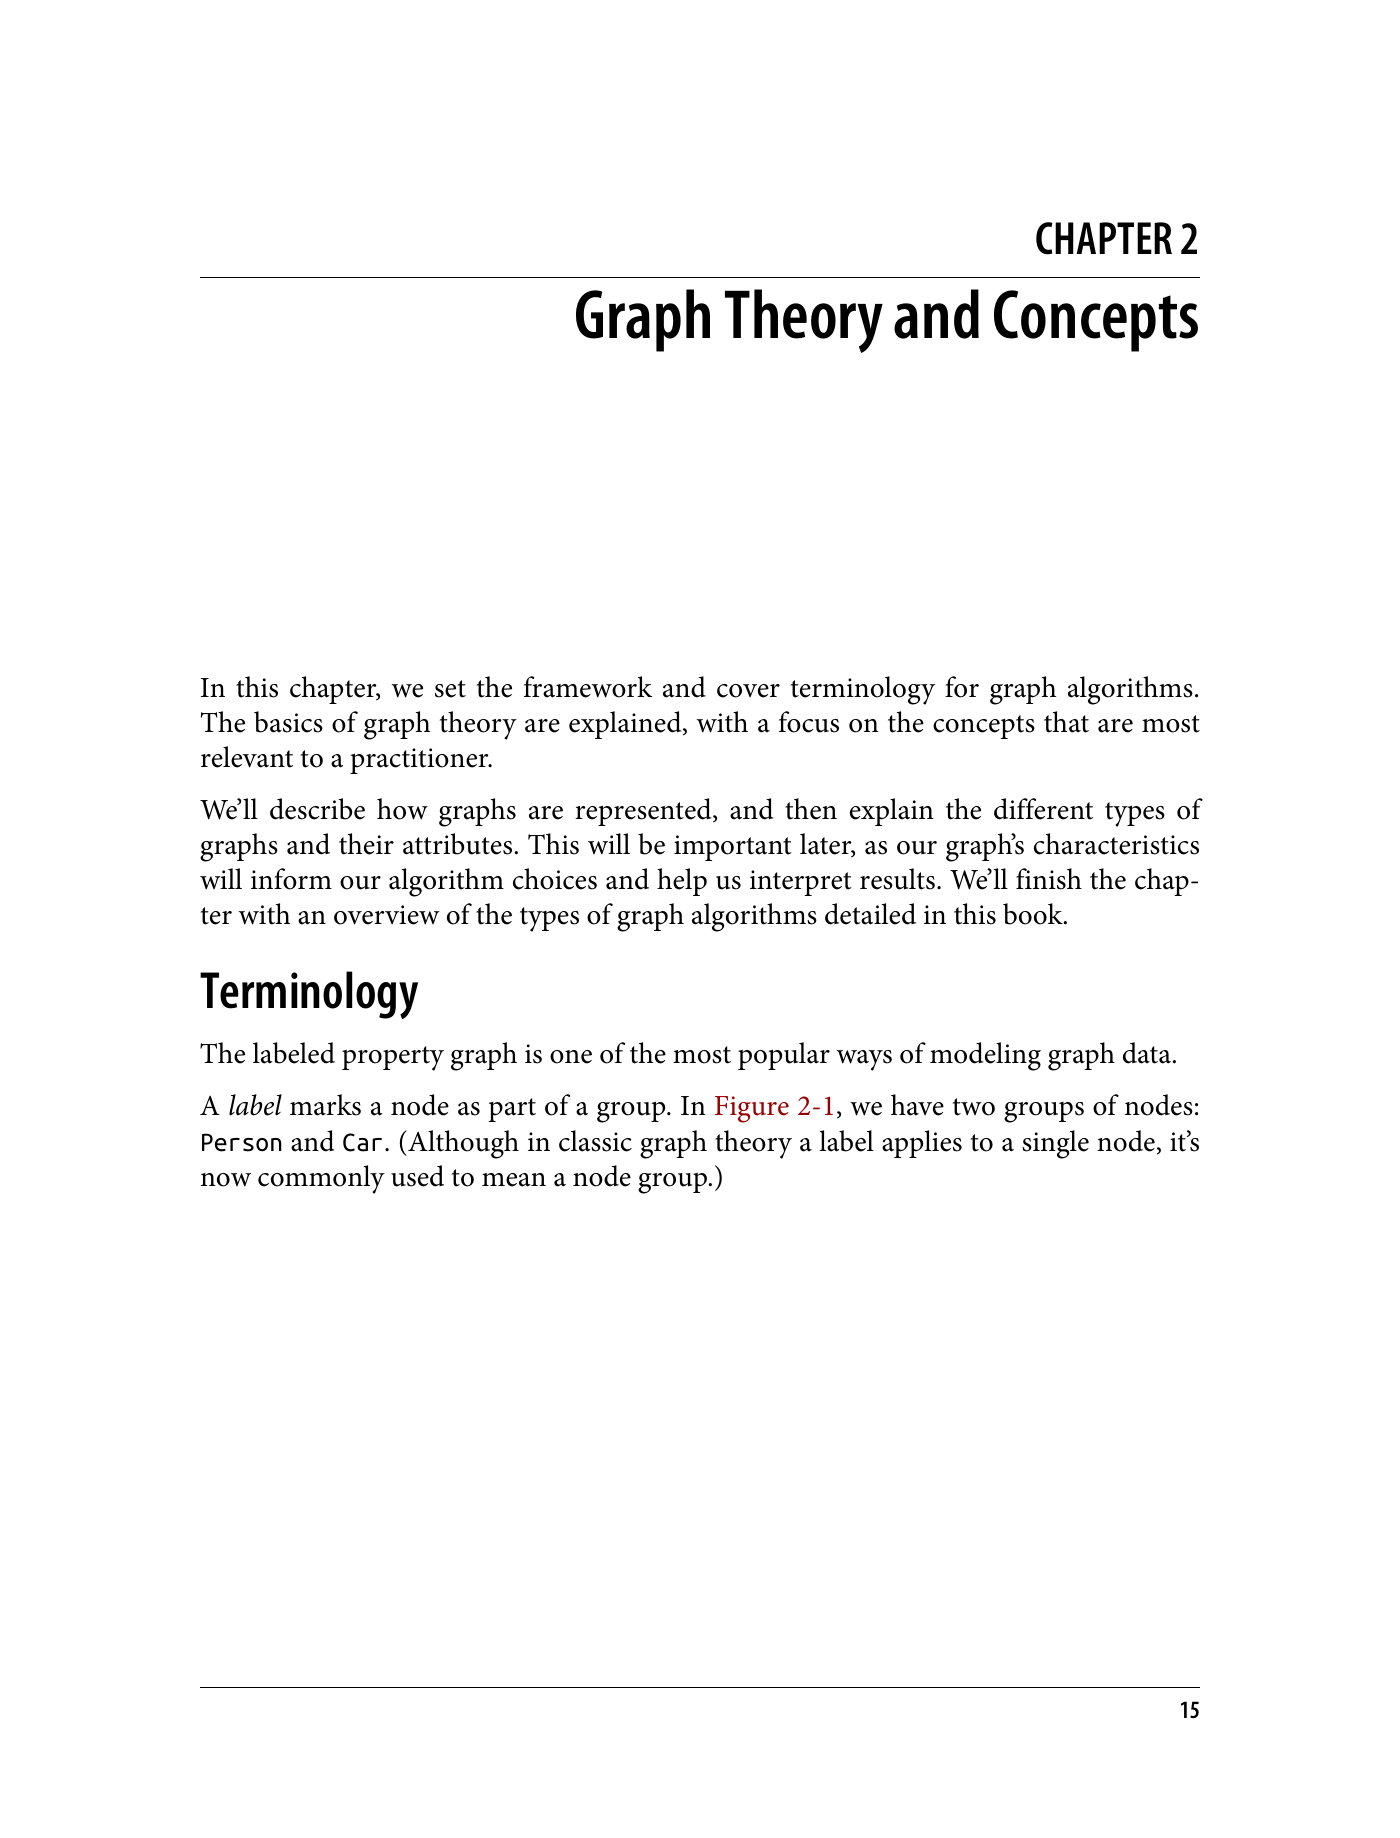 CHAPTER 2
Graph Theory and Concepts
In this chapter, we set the framework and cover terminology for graph algorithms.
The basics of graph theory are explained, with a focus on the concepts that are most
relevant to a practitioner.
We’ll describe how graphs are represented, and then explain the different types of
graphs and their attributes. This will be important later, as our graph’s characteristics
will inform our algorithm choices and help us interpret results. We’ll finish the chap-
ter with an overview of the types of graph algorithms detailed in this book.
Terminology
The labeled property graph is one of the most popular ways of modeling graph data.
A label marks a node as part of a group. In Figure 2-1, we have two groups of nodes:
Person and Car. (Although in classic graph theory a label applies to a single node, it’s
now commonly used to mean a node group.)
15